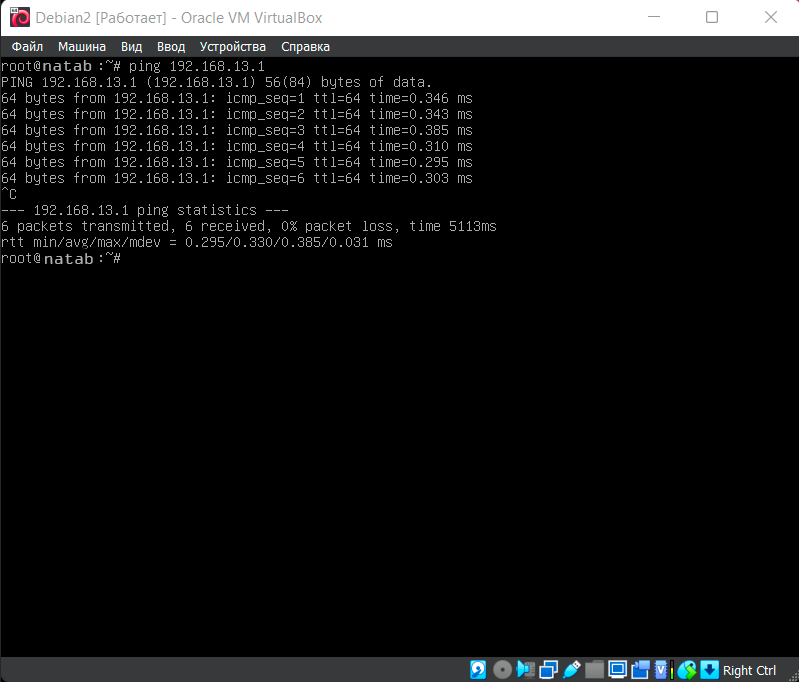 Debian2 [Работает] - Oracle VM VirtualBox
Файл Машина Вид Ввод Устройства Справка
root@natab :~# ping 192.168.13.1
PING 192.168.13.1 (192.168.13.1) 56(84) bytes of data.
64 bytes from 192.168.13.1: icmp_seq=1 ttl=64 time=0.346 ms
64 bytes from 192.168.13.1: icmp_seq=2 ttl=64 time=0.343 ms
64 bytes from 192.168.13.1: icmp_seq=3 ttl=64 time=0.385 ms
64 bytes from 192.168.13.1: icmp_seq=4 ttl=64 time=0.310 ms
64 bytes from 192.168.13.1: icmp_seq=5 ttl=64 time=0.295 ms
64 bytes from 192.168.13.1: icmp_seq=6 ttl=64 time=0.303 ms
^C
--- 192.168.13.1 ping statistics ---
6 packets transmitted, 6 received, 0% packet loss, time 5113ms
rtt min/avg/max/mdev = 0.295/0.330/0.385/0.031 ms
root@natab :~#
Right Ctrl